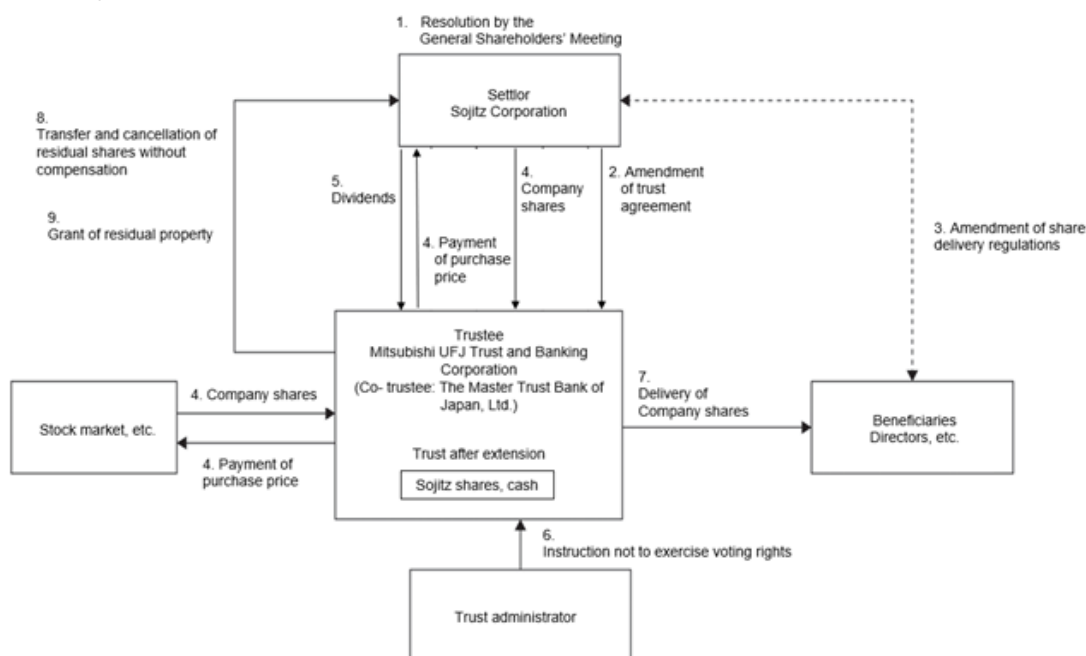 1. Resolution by the
General Shareholders' Meeting
Settlor
Sojitz Corporation
8.
Transfer and cancellation of
residual shares without
compensation
9.
Grant of residual property
5.
Dividends
4. Payment
of purchase
price
4.
Company
shares
2. Amendment
of trust
agreement
3. Amendment of share
delivery regulations
Trustee
Mitsubishi UFJ Trust and Banking
Corporation
(Co- trustee: The Master Trust Bank of
Japan, Ltd.)
Trust after extension
Sojitz shares, cash
Stock market, etc.
4. Company shares
4. Payment of
purchase price
7.
Delivery of
Company shares
Beneficiaries
Directors, etc.
6.
Instruction not to exercise voting rights
Trust administrator